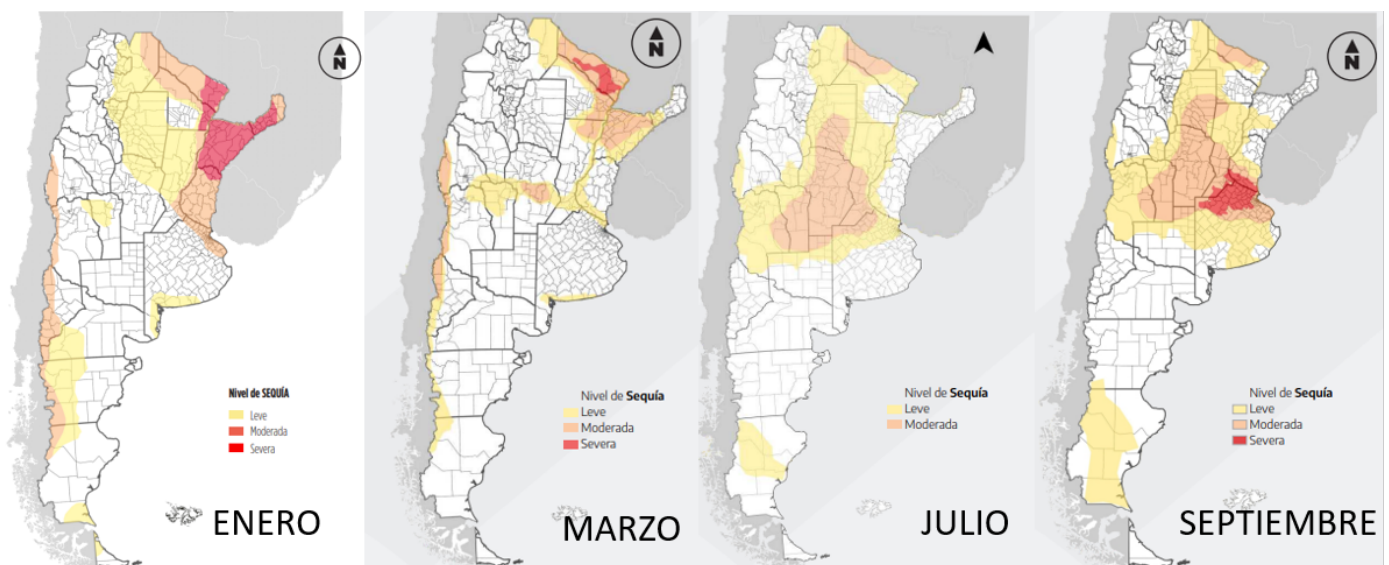 N
Nivel de SEQUÍA
Leve
Moderada
Severa
ENERO
N
Nivel de Sequía
Leve
Moderada
Severa
MARZO
Nivel de Sequía
Leve
Moderada
JULIO
N
Nivel de Sequía
Leve
Moderada
Severa
SEPTIEMBRE